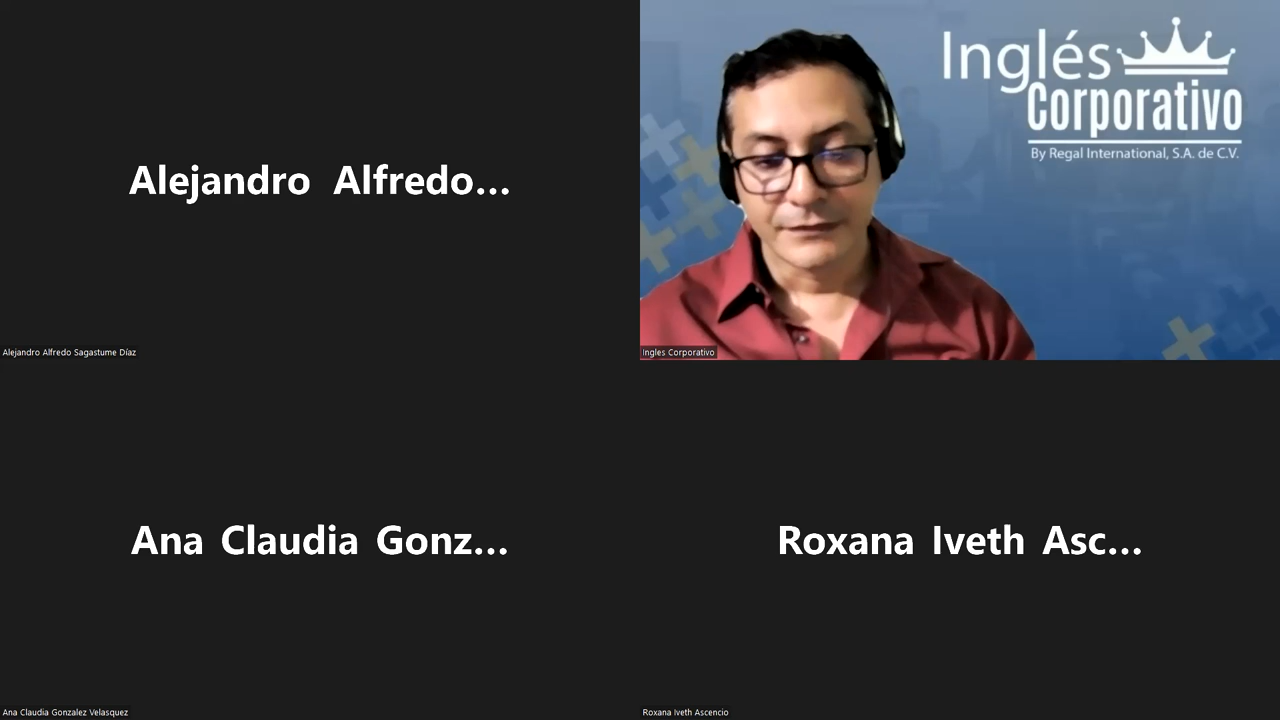 Alejandro Alfredo...
Alejandro Alfredo Sagastume Díaz
Inglés
Corporativo
By Regal International, S.A. de C.V.
Ingles Corporativo
Ana Claudia Gonz...
Ana Claudia Gonzalez Velasquez
Roxana Iveth Asc...
Roxana Iveth Ascencio